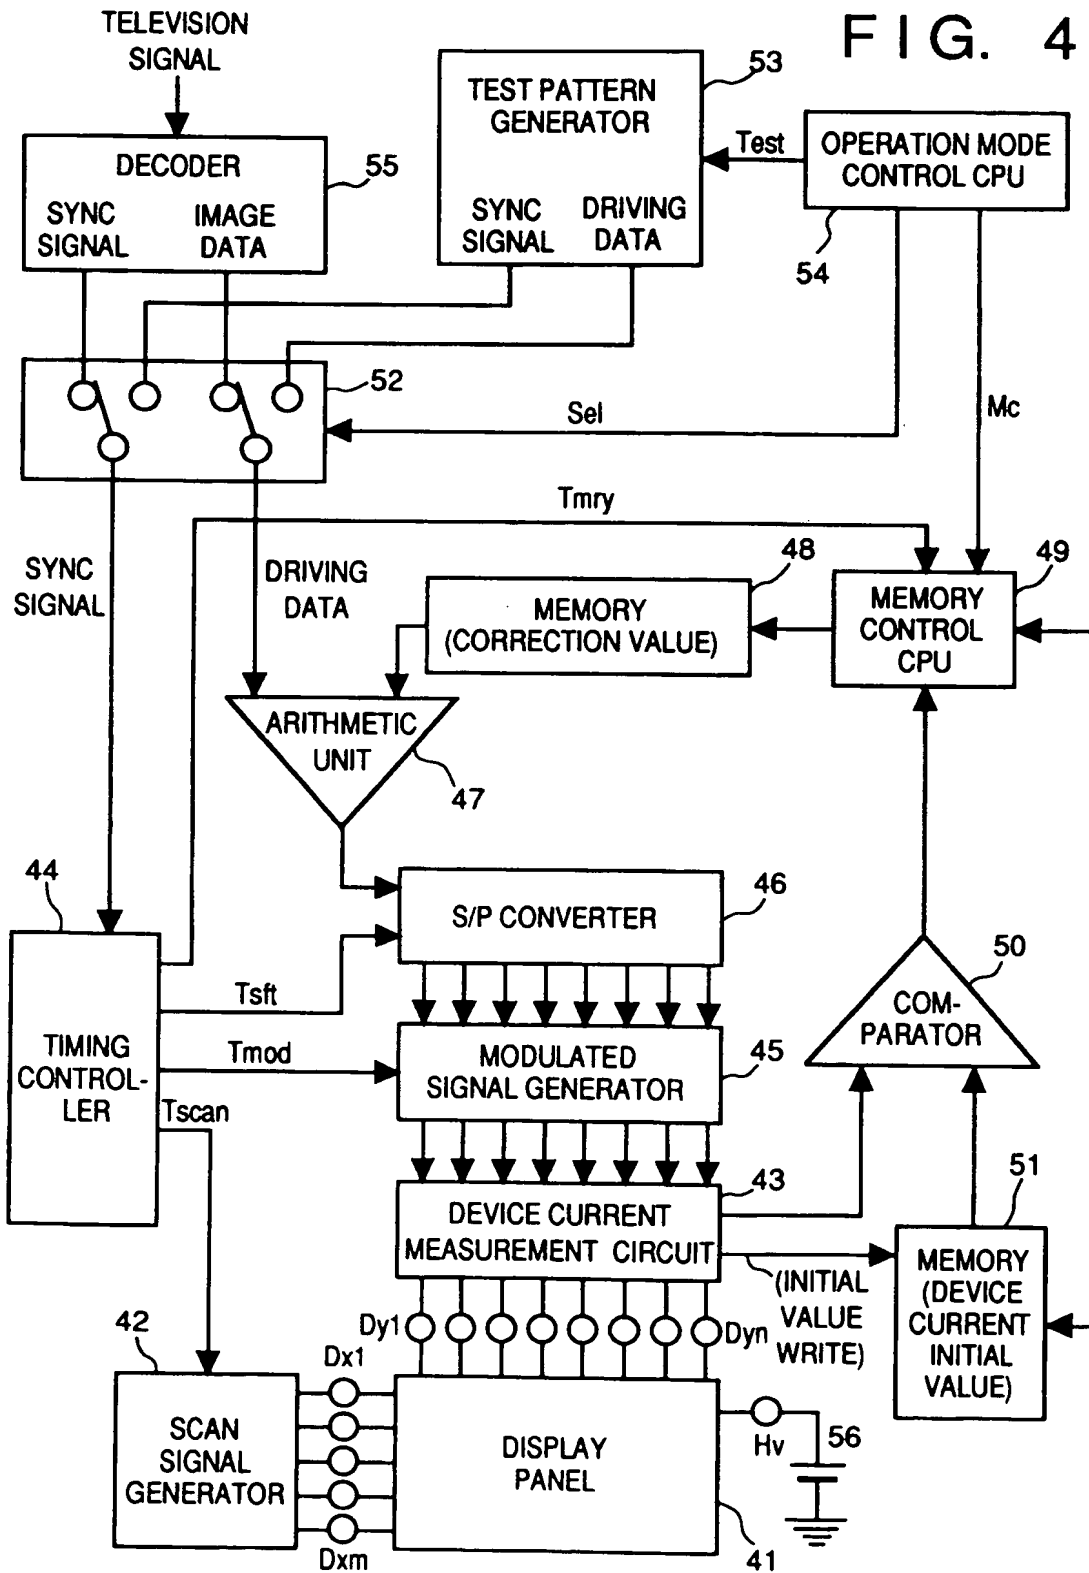 FIG. 4
TELEVISION
SIGNAL
DECODER
SYNC
SIGNAL
IMAGE
DATA
55
TEST PATTERN
GENERATOR
SYNC
SIGNAL
DRIVING
DATA
53
Test
OPERATION MODE
CONTROL CPU
54
52
Sel
Mc
Tmry
SYNC
SIGNAL
DRIVING
DATA
MEMORY
(CORRECTION VALUE)
48
MEMORY
CONTROL
CPU
49
ARITHMETIC
UNIT
47
44
TIMING
CONTROL-
LER
Tsft
Tmod
Tscan
S/P CONVERTER
46
MODULATED
SIGNAL GENERATOR
45
COM-
PARATOR
50
DEVICE CURRENT
MEASUREMENT CIRCUIT
43
(INITIAL
VALUE
WRITE)
51
MEMORY
(DEVICE
CURRENT
INITIAL
VALUE)
Dy1
Dyn
42
SCAN
SIGNAL
GENERATOR
Dx1
Dxm
DISPLAY
PANEL
41
Hv
56